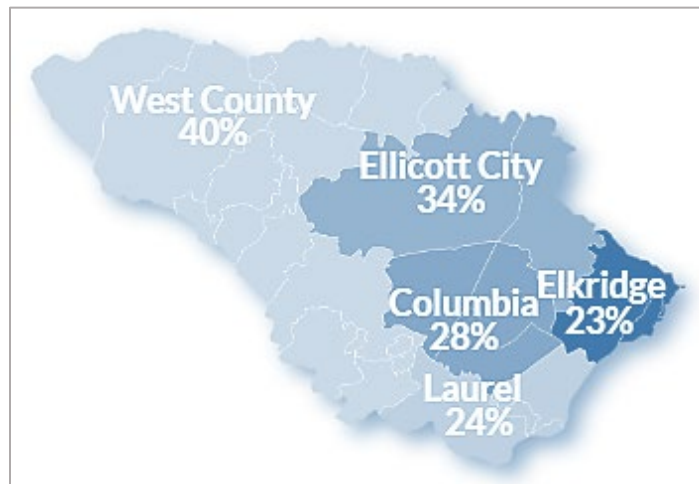 West County
40%
Ellicott City
34%
Elkridge
23%
Columbia
28%
Laurel
24%